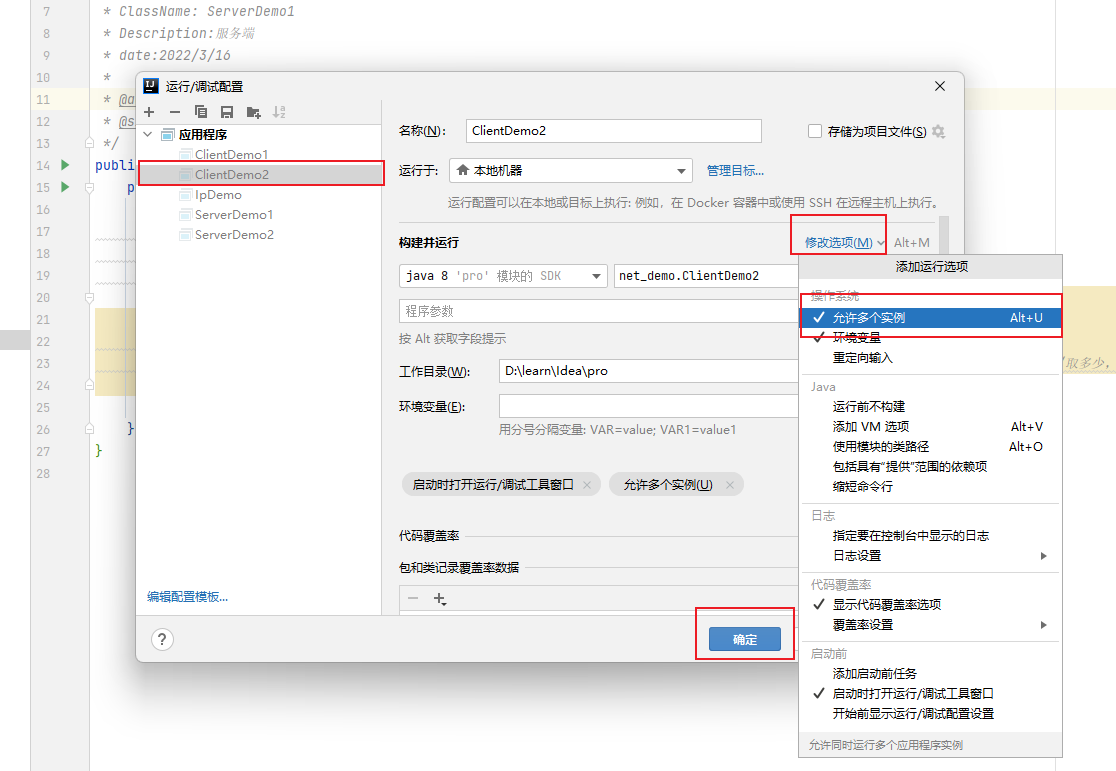 7 * ClassName: ServerDemo1
8 * Description:服务端
9 * date:2022/3/16
10 *
11 * @a
12 * @s
13 */
14 publi
15 p
16
17
18
19
20
21
22
23 取多少,
24
25
26 }
27 }
28
运行/调试配置
应用程序
ClientDemo1
ClientDemo2
IpDemo
ServerDemo1
ServerDemo2
编辑配置模板...
名称(N): ClientDemo2 存储为项目文件(S)
运行于: 本地机器 管理目标...
运行配置可以在本地或目标上执行: 例如，在 Docker 容器中或使用 SSH 在远程主机上执行。
构建并运行 修改选项(M) Alt+M
java 8 'pro' 模块的 SDK net_demo.ClientDemo2
程序参数
按 Alt 获取字段提示
工作目录(W): D:\learn\Idea\pro
环境变量(E):
用分号分隔变量: VAR=value; VAR1=value1
启动时打开运行/调试工具窗口 × 允许多个实例(U) ×
代码覆盖率
包和类记录覆盖率数据
? 确定
添加运行选项
操作系统
允许多个实例 Alt+U
环境变量
重定向输入
Java
运行前不构建
添加 VM 选项 Alt+V
使用模块的类路径 Alt+O
包括具有"提供"范围的依赖项
缩短命令行
日志
指定要在控制台中显示的日志
日志设置
代码覆盖率
显示代码覆盖率选项
覆盖率设置
启动前
添加启动前任务
启动时打开运行/调试工具窗口
开始前显示运行/调试配置设置
允许同时运行多个应用程序实例